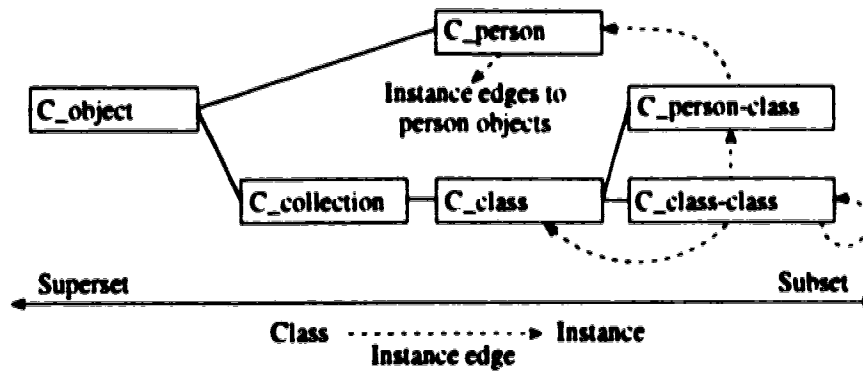 C_person
Instance edges to
person objects
C_object
C_person-class
C_collection
C_class
C_class-class
Superset
Subset
Class
Instance
Instance edge